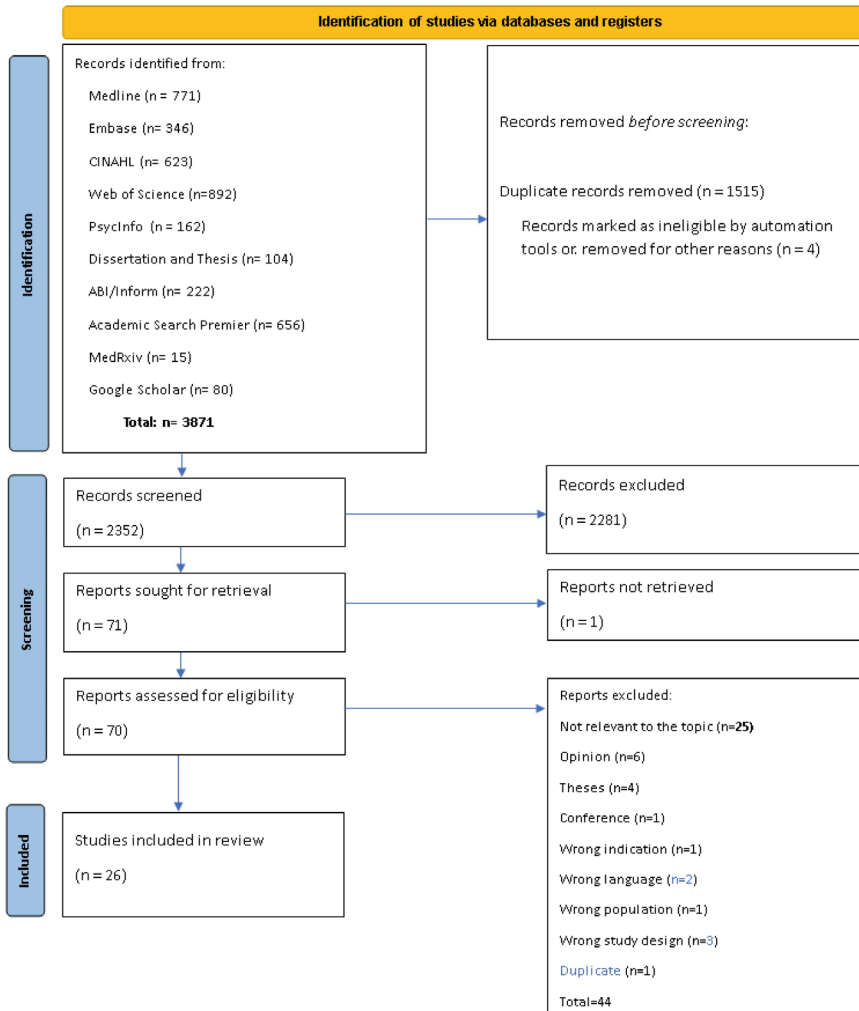 Identification of studies via databases and registers
Identification
Records identified from:
Medline (n = 771)
Embase (n= 346)
CINAHL (n= 623)
Web of Science (n=892)
PsycInfo (n = 162)
Dissertation and Thesis (n= 104)
ABI/Inform (n= 222)
Academic Search Premier (n= 656)
MedRxiv (n= 15)
Google Scholar (n= 80)
Total: n= 3871
Records removed before screening:
Duplicate records removed (n = 1515)
Records marked as ineligible by automation
tools or. removed for other reasons (n = 4)
Screening
Records screened
(n = 2352)
Records excluded
(n = 2281)
Reports sought for retrieval
(n = 71)
Reports not retrieved
(n = 1)
Reports assessed for eligibility
(n = 70)
Reports excluded:
Not relevant to the topic (n=25)
Opinion (n=6)
Theses (n=4)
Conference (n=1)
Wrong indication (n=1)
Wrong language (n=2)
Wrong population (n=1)
Wrong study design (n=3)
Duplicate (n=1)
Total=44
Included
Studies included in review
(n = 26)